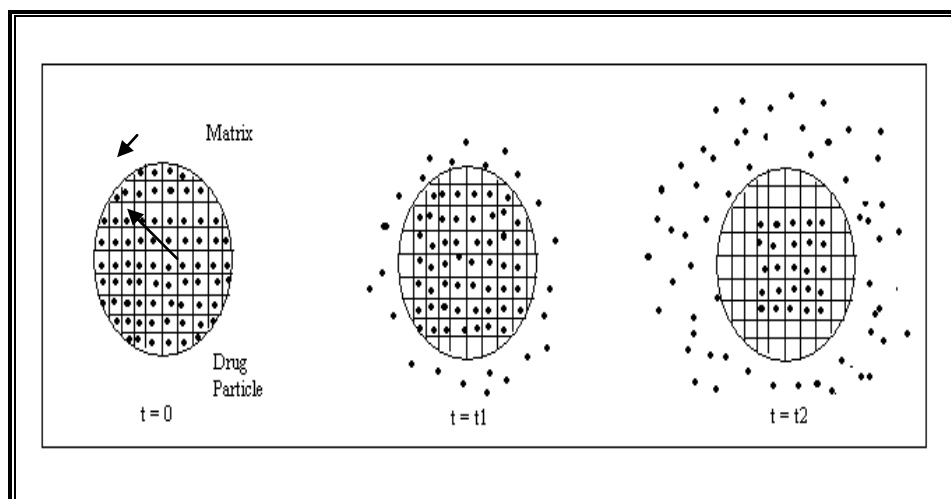 Matrix
Drug
Particle
t = 0
t = t1
t = t2